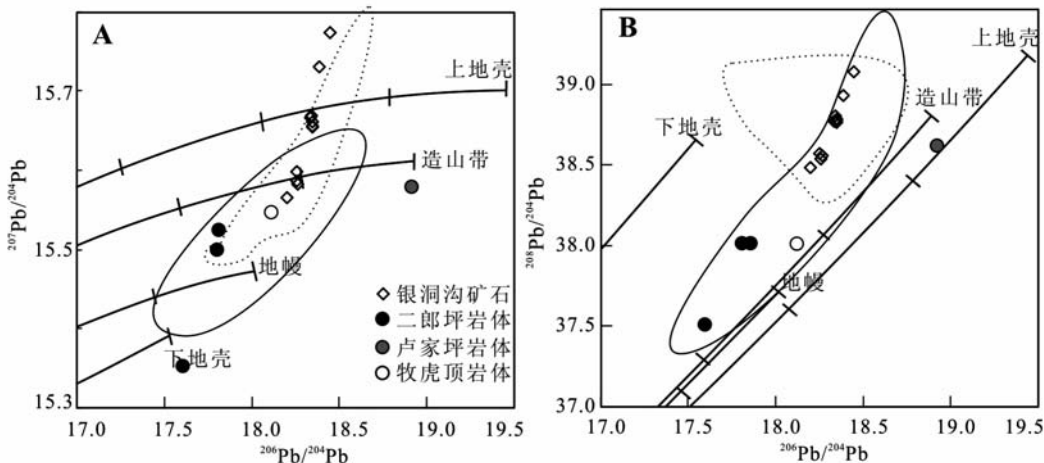 A
上地壳
造山带
地幔
下地壳
银洞沟矿石
二郎坪岩体
卢家坪岩体
牧虎顶岩体
15.7
15.5
15.3
²⁰⁷Pb/²⁰⁴Pb
17.0 17.5 18.0 18.5 19.0 19.5
²⁰⁶Pb/²⁰⁴Pb
B
上地壳
造山带
下地壳
地幔
39.0
38.5
38.0
37.5
37.0
²⁰⁸Pb/²⁰⁴Pb
17.0 17.5 18.0 18.5 19.0 19.5
²⁰⁶Pb/²⁰⁴Pb